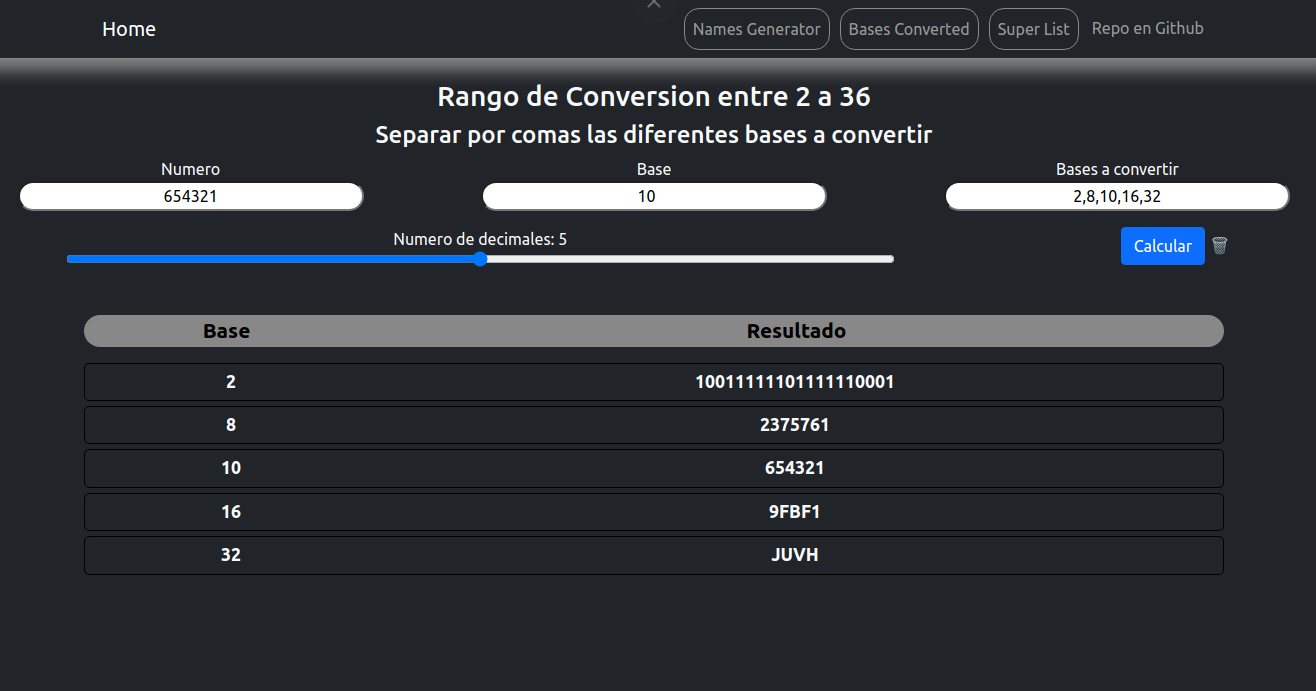 Home Names Generator Bases Converted Super List Repo en Github
Rango de Conversion entre 2 a 36
Separar por comas las diferentes bases a convertir
Numero Base Bases a convertir
654321 10 2,8,10,16,32
Numero de decimales: 5
Calcular
Base Resultado
2 10011111101111110001
8 2375761
10 654321
16 9FBF1
32 JUVH